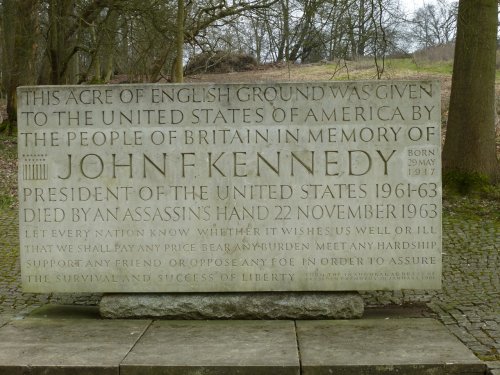 THIS ACRE OF ENGLISH GROUND WAS GIVEN
TO THE UNITED STATES OF AMERICA BY
THE PEOPLE OF BRITAIN IN MEMORY OF
JOHN F. KENNEDY
BORN
29 MAY
1917
PRESIDENT OF THE UNITED STATES 1961-63
DIED BY AN ASSASSIN'S HAND 22 NOVEMBER 1963
LET EVERY NATION KNOW WHETHER IT WISHES US WELL OR ILL
THAT WE SHALL PAY ANY PRICE BEAR ANY BURDEN MEET ANY HARDSHIP
SUPPORT ANY FRIEND OR OPPOSE ANY FOE IN ORDER TO ASSURE
THE SURVIVAL AND SUCCESS OF LIBERTY